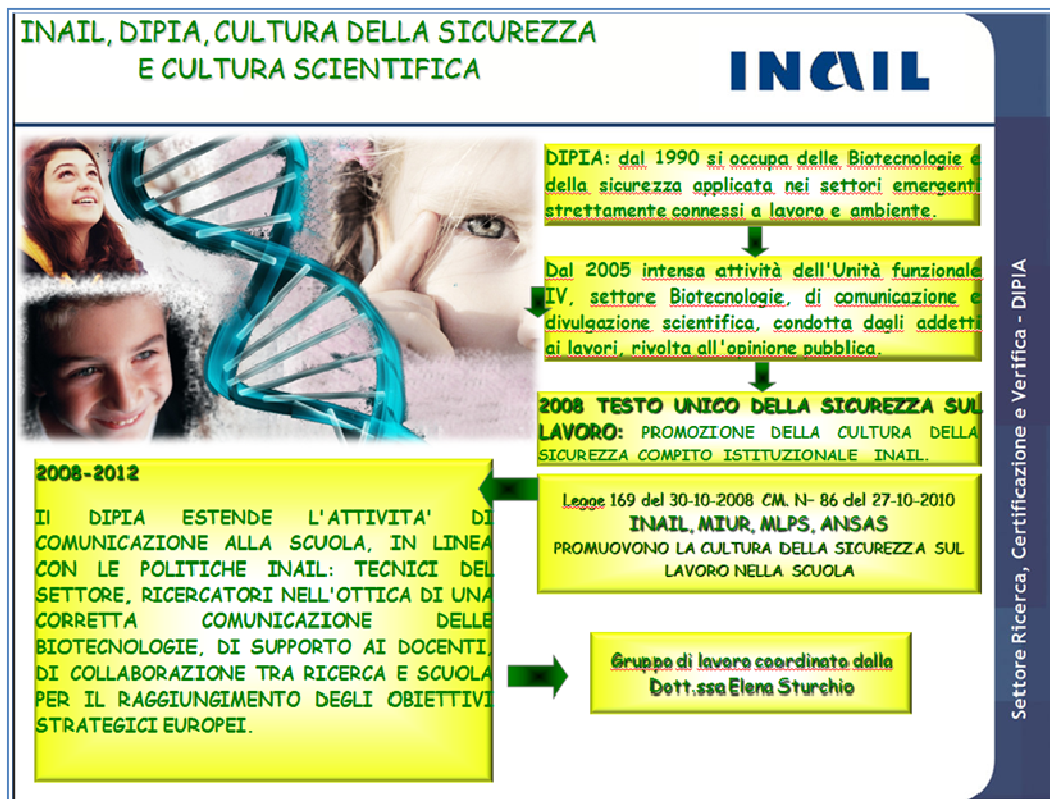 INAIL, DIPIA, CULTURA DELLA SICUREZZA
E CULTURA SCIENTIFICA
INAIL
DIPIA: dal 1990 si occupa delle Biotecnologie e
della sicurezza applicata nei settori emergenti
strettamente connessi a lavoro e ambiente.
Dal 2005 intensa attività dell'Unità funzionale
IV, settore Biotecnologie, di comunicazione e
divulgazione scientifica, condotta dagli addetti
ai lavori, rivolta all'opinione pubblica.
2008 TESTO UNICO DELLA SICUREZZA SUL
LAVORO: PROMOZIONE DELLA CULTURA DELLA
SICUREZZA COMPITO ISTITUZIONALE INAIL.
Legge 169 del 30-10-2008 CM. N– 86 del 27-10-2010
INAIL, MIUR, MLPS, ANSAS
PROMUOVONO LA CULTURA DELLA SICUREZZA SUL
LAVORO NELLA SCUOLA
2008-2012
Il DIPIA ESTENDE L'ATTIVITA' DI
COMUNICAZIONE ALLA SCUOLA, IN LINEA
CON LE POLITICHE INAIL: TECNICI DEL
SETTORE, RICERCATORI NELL'OTTICA DI UNA
CORRETTA COMUNICAZIONE DELLE
BIOTECNOLOGIE, DI SUPPORTO AI DOCENTI,
DI COLLABORAZIONE TRA RICERCA E SCUOLA
PER IL RAGGIUNGIMENTO DEGLI OBIETTIVI
STRATEGICI EUROPEI.
Gruppo di lavoro coordinato dalla
Dott.ssa Elena Sturchio
Settore Ricerca, Certificazione e Verifica - DIPIA